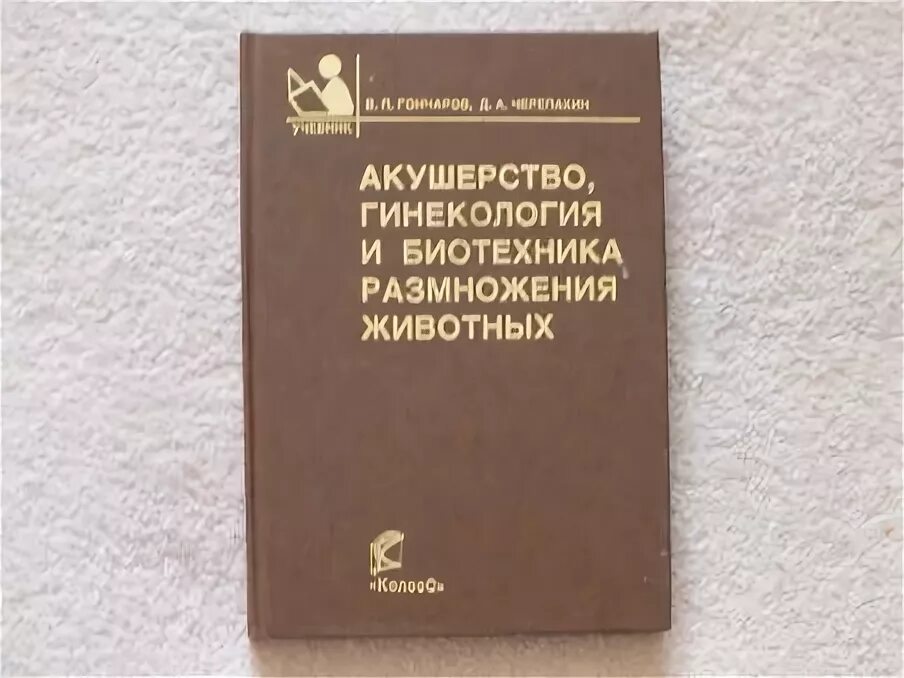 В. П. ГОНЧАРОВ, Д. А. ЧЕРЕПАХИН
УЧЕБНИК
АКУШЕРСТВО,
ГИНЕКОЛОГИЯ
И БИОТЕХНИКА
РАЗМНОЖЕНИЯ
ЖИВОТНЫХ
«КолосС»